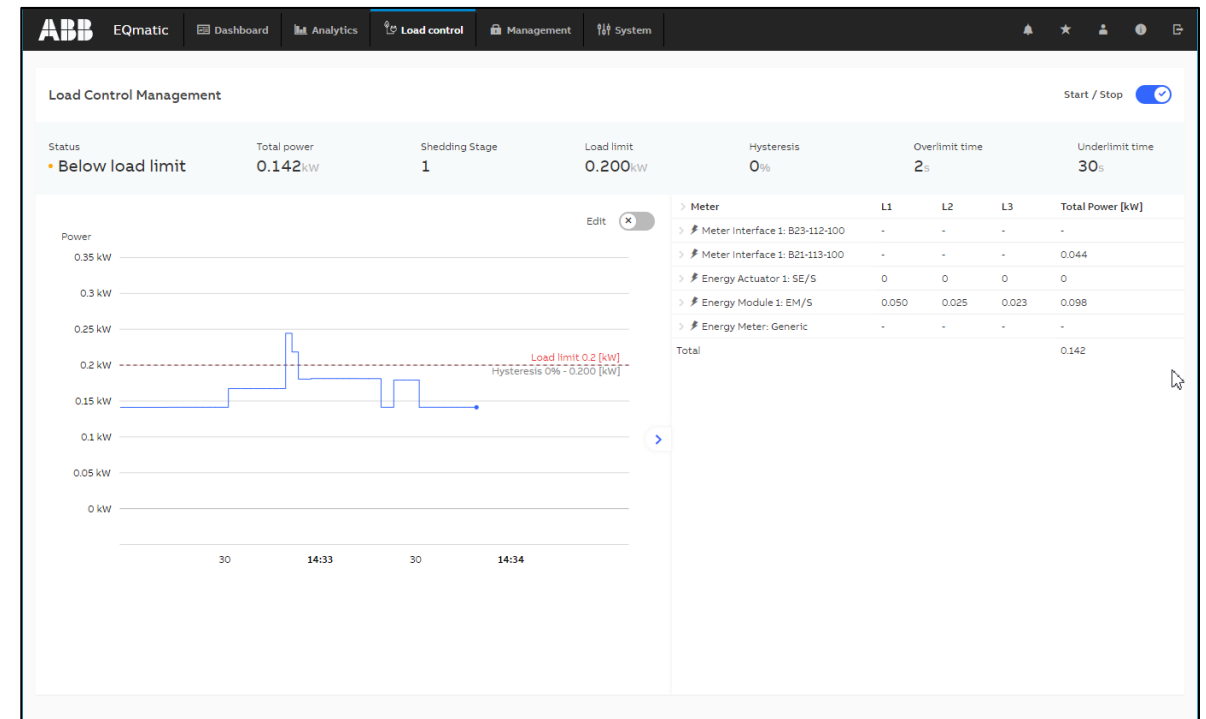 ABB EQmatic Dashboard Analytics Load control Management System
Load Control Management Start / Stop
Status Total power Shedding Stage Load limit Hysteresis Overlimit time Underlimit time
Below load limit 0.142kW 1 0.200kW 0% 2s 30s
Edit
Power
0.35 kW
0.3 kW
0.25 kW
0.2 kW
0.15 kW
0.1 kW
0.05 kW
0 kW
Load limit 0.2 [kW]
Hysteresis 0% - 0.200 [kW]
30 14:33 30 14:34
Meter L1 L2 L3 Total Power [kW]
Meter Interface 1: B23-112-100 - - - -
Meter Interface 1: B21-113-100 - - - 0.044
Energy Actuator 1: SE/S 0 0 0 0
Energy Module 1: EM/S 0.050 0.025 0.023 0.098
Energy Meter: Generic - - - -
Total 0.142